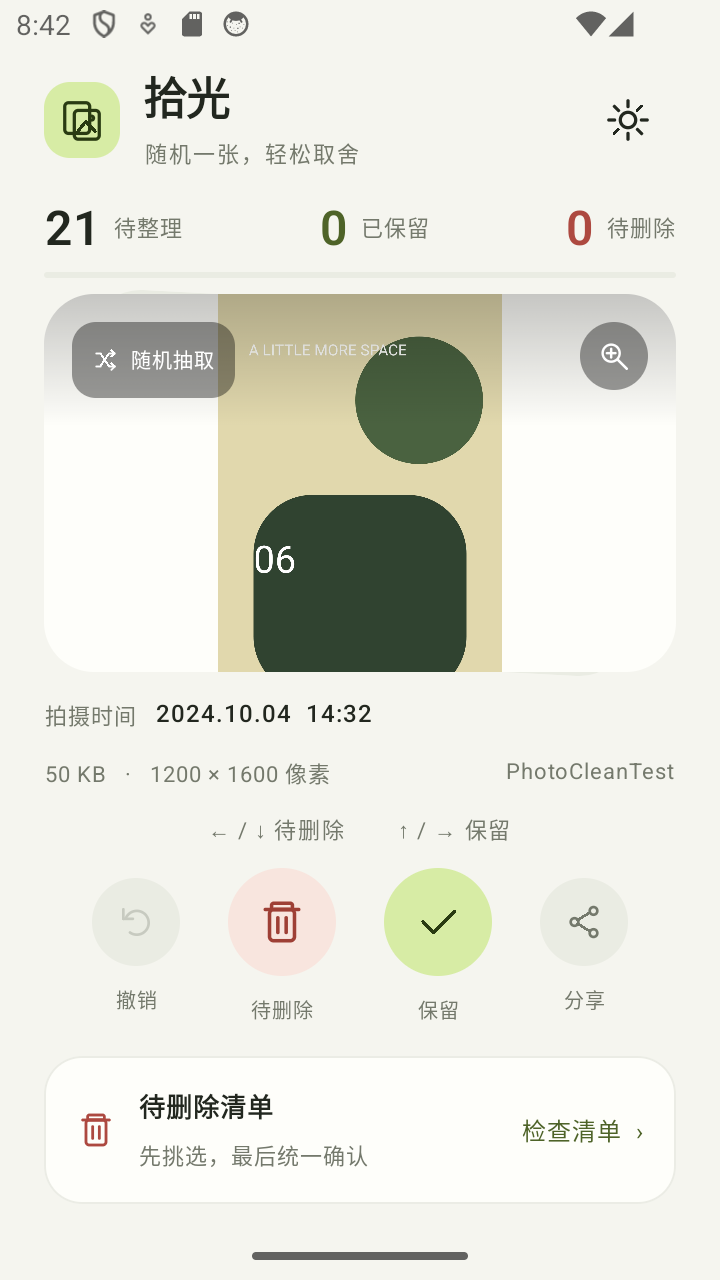 8:42
拾光
随机一张，轻松取舍
21 待整理 0 已保留 0 待删除
随机抽取
A LITTLE MORE SPACE
06
拍摄时间 2024.10.04 14:32
50 KB · 1200 × 1600 像素 PhotoCleanTest
← / ↓ 待删除 ↑ / → 保留
撤销 待删除 保留 分享
待删除清单
先挑选，最后统一确认
检查清单 ›